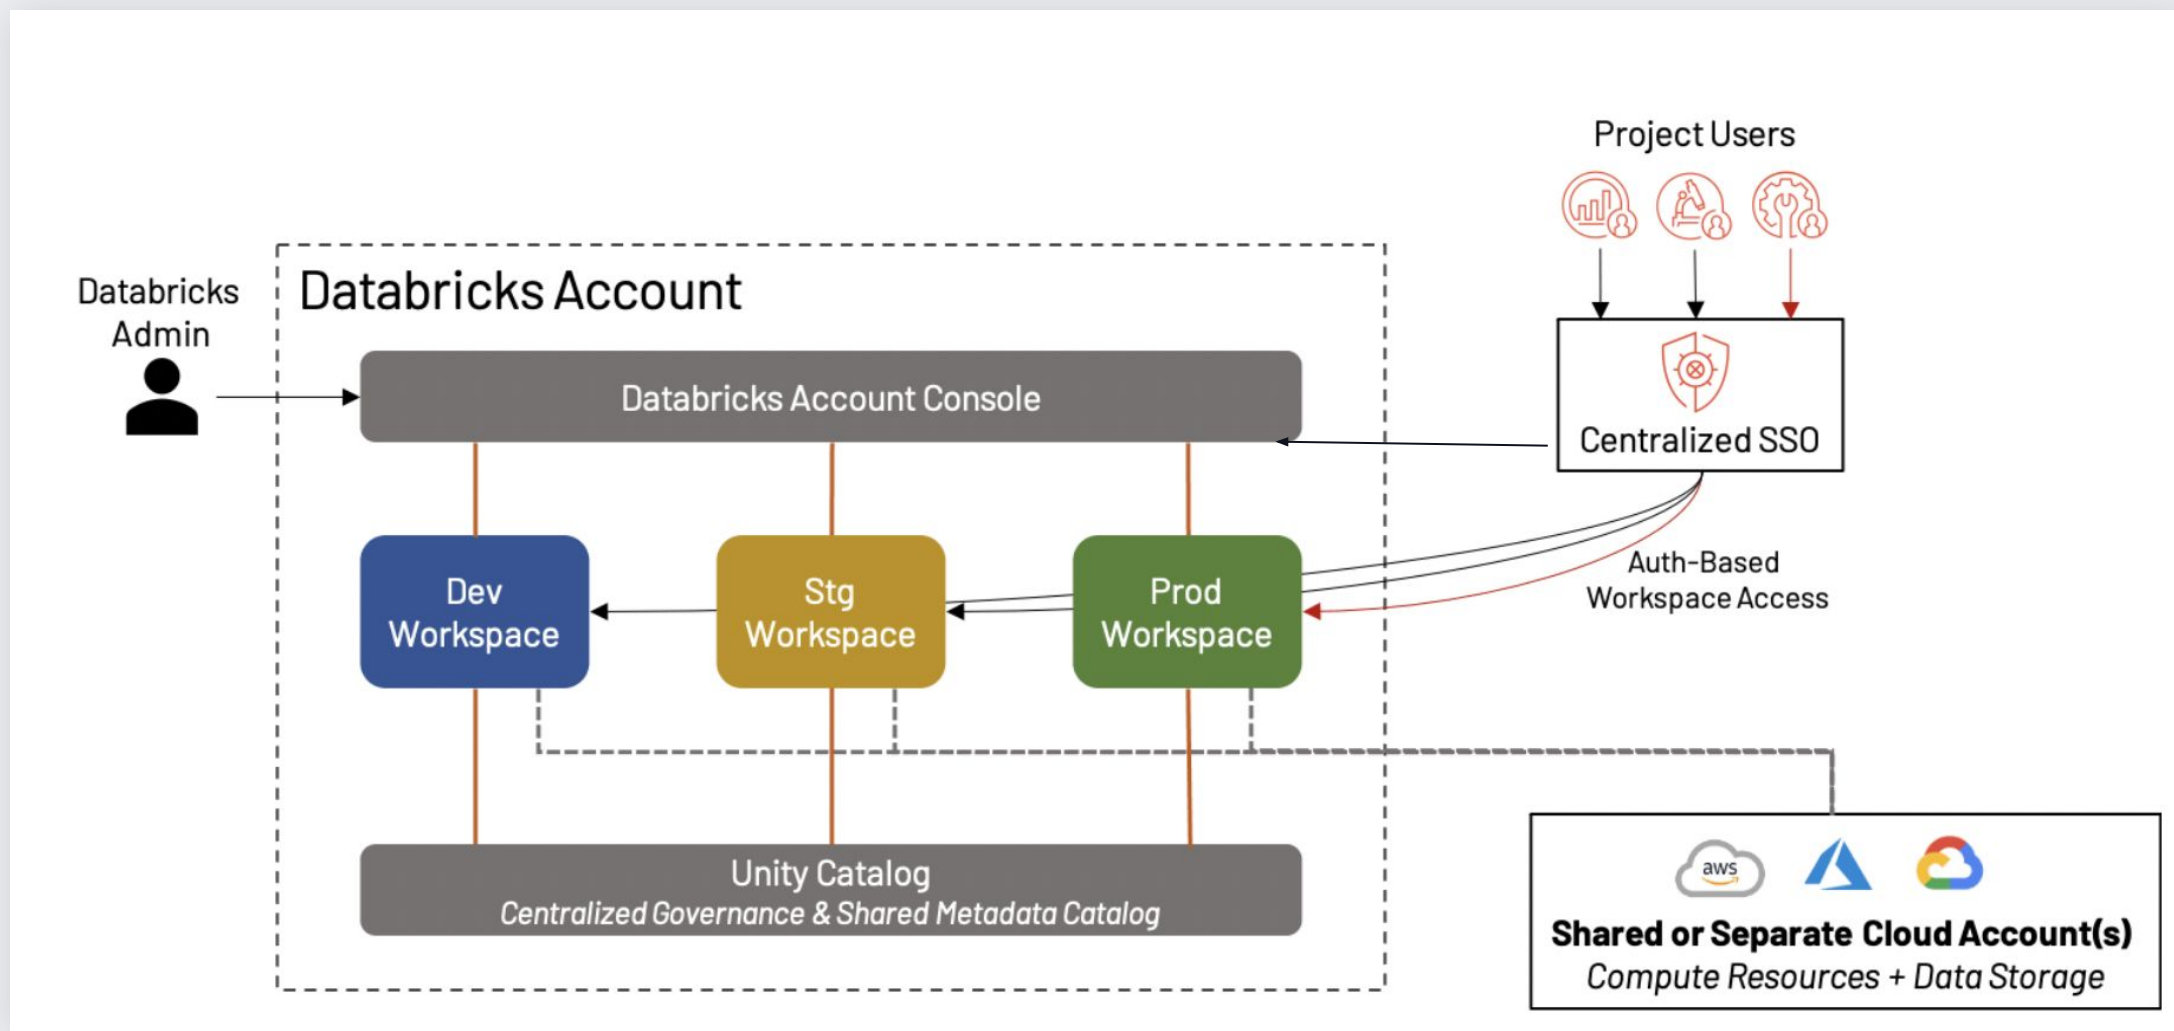 Project Users
Databricks
Admin
Databricks Account
Databricks Account Console
Centralized SSO
Auth-Based
Workspace Access
Dev
Workspace
Stg
Workspace
Prod
Workspace
Unity Catalog
Centralized Governance & Shared Metadata Catalog
aws
Shared or Separate Cloud Account(s)
Compute Resources + Data Storage